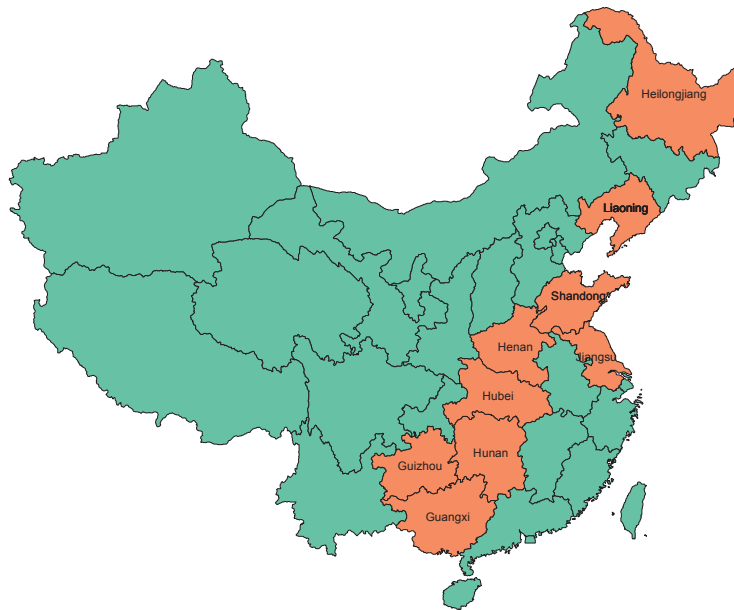 Heilongjiang
Liaoning
Shandong
Henan
Jiangsu
Hubei
Hunan
Guizhou
Guangxi